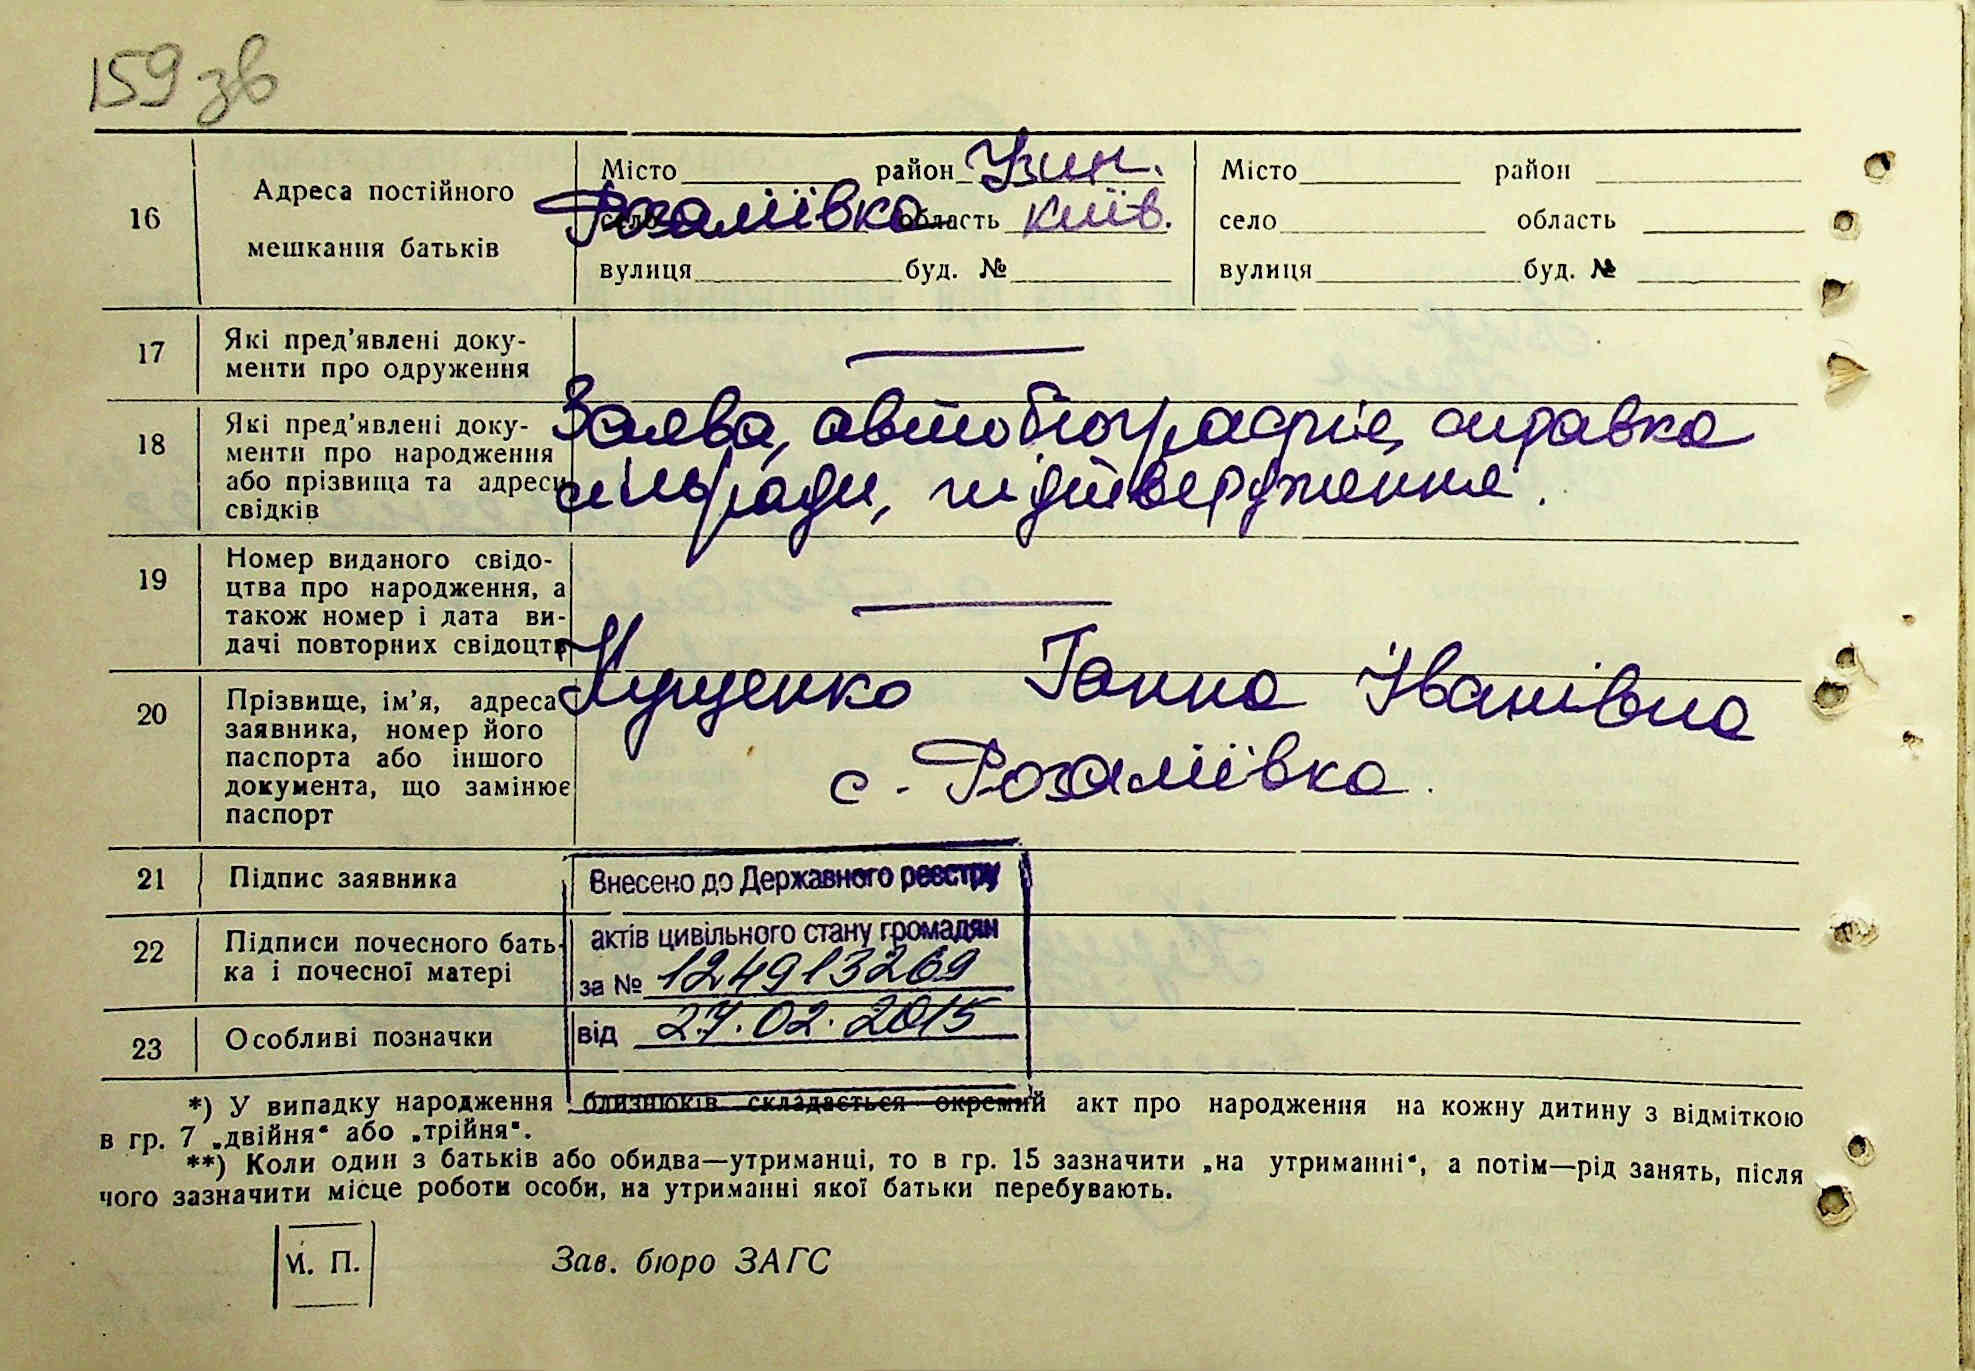 159 зв
16
Адреса постійного
мешкання батьків
Місто район Узин.
село Розаліївка область Київ.
вулиця буд. №
Місто район
село область
вулиця буд. №
17
Які пред'явлені доку-
менти про одруження
—
18
Які пред'явлені доку-
менти про народження
або прізвища та адреси
свідків
Заява, автобіографія, справка
сільради, підтвердження.
19
Номер виданого свідо-
цтва про народження, а
також номер і дата ви-
дачі повторних свідоцтв
—
20
Прізвище, ім'я, адреса
заявника, номер його
паспорта або іншого
документа, що замінює
паспорт
Куценко Ганна Іванівна
с. Розаліївка.
21
Підпис заявника
22
Підписи почесного бать-
ка і почесної матері
23
Особливі позначки
Внесено до Державного реєстру
актів цивільного стану громадян
за № 124913269
від 27.02.2015
*) У випадку народження близнюків складається окремий акт про народження на кожну дитину з відміткою
в гр. 7 „двійня" або „трійня".
**) Коли один з батьків або обидва—утриманці, то в гр. 15 зазначити „на утриманні", а потім—рід занять, після
чого зазначити місце роботи особи, на утриманні якої батьки перебувають.
М. П.
Зав. бюро ЗАГС